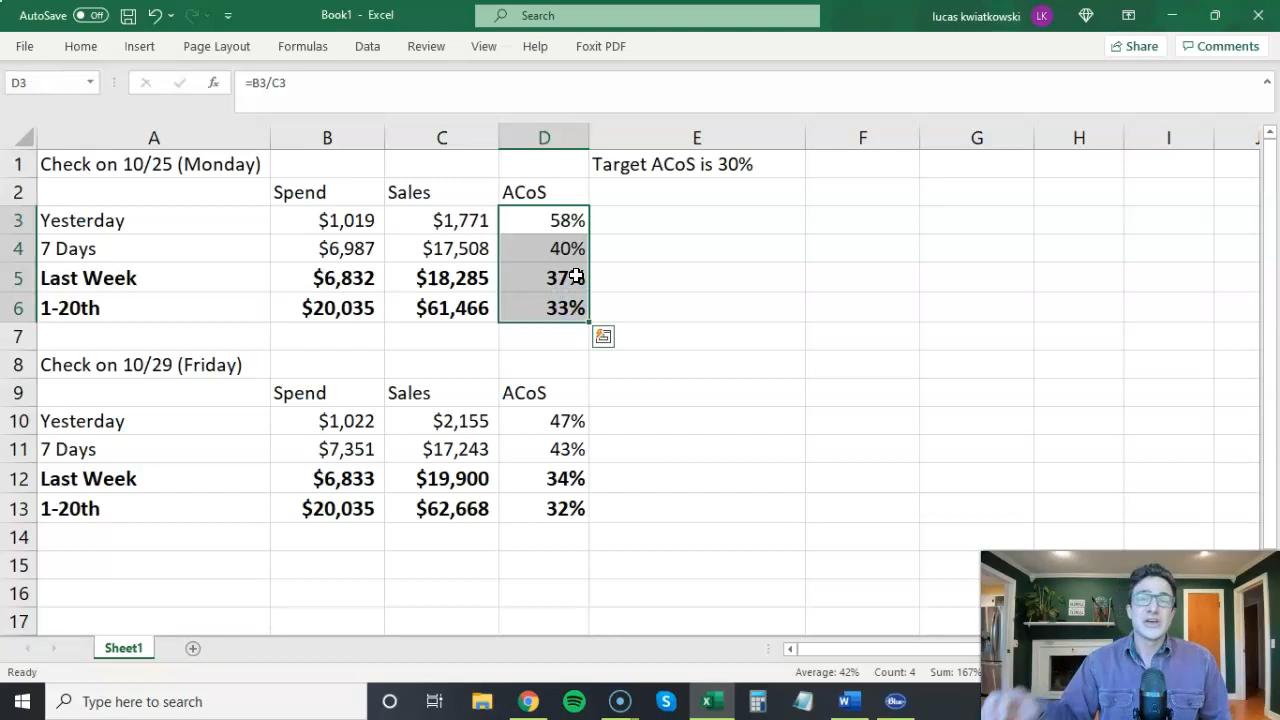 AutoSave Off Book1 - Excel Search lucas kwiatkowski LK
File Home Insert Page Layout Formulas Data Review View Help Foxit PDF Share Comments
D3 fx =B3/C3
A B C D E F G H I
1 Check on 10/25 (Monday) Target ACoS is 30%
2 Spend Sales ACoS
3 Yesterday $1,019 $1,771 58%
4 7 Days $6,987 $17,508 40%
5 Last Week $6,832 $18,285 37%
6 1-20th $20,035 $61,466 33%
7
8 Check on 10/29 (Friday)
9 Spend Sales ACoS
10 Yesterday $1,022 $2,155 47%
11 7 Days $7,351 $17,243 43%
12 Last Week $6,833 $19,900 34%
13 1-20th $20,035 $62,668 32%
14
15
16
17
Sheet1
Ready Average: 42% Count: 4 Sum: 167%
Type here to search